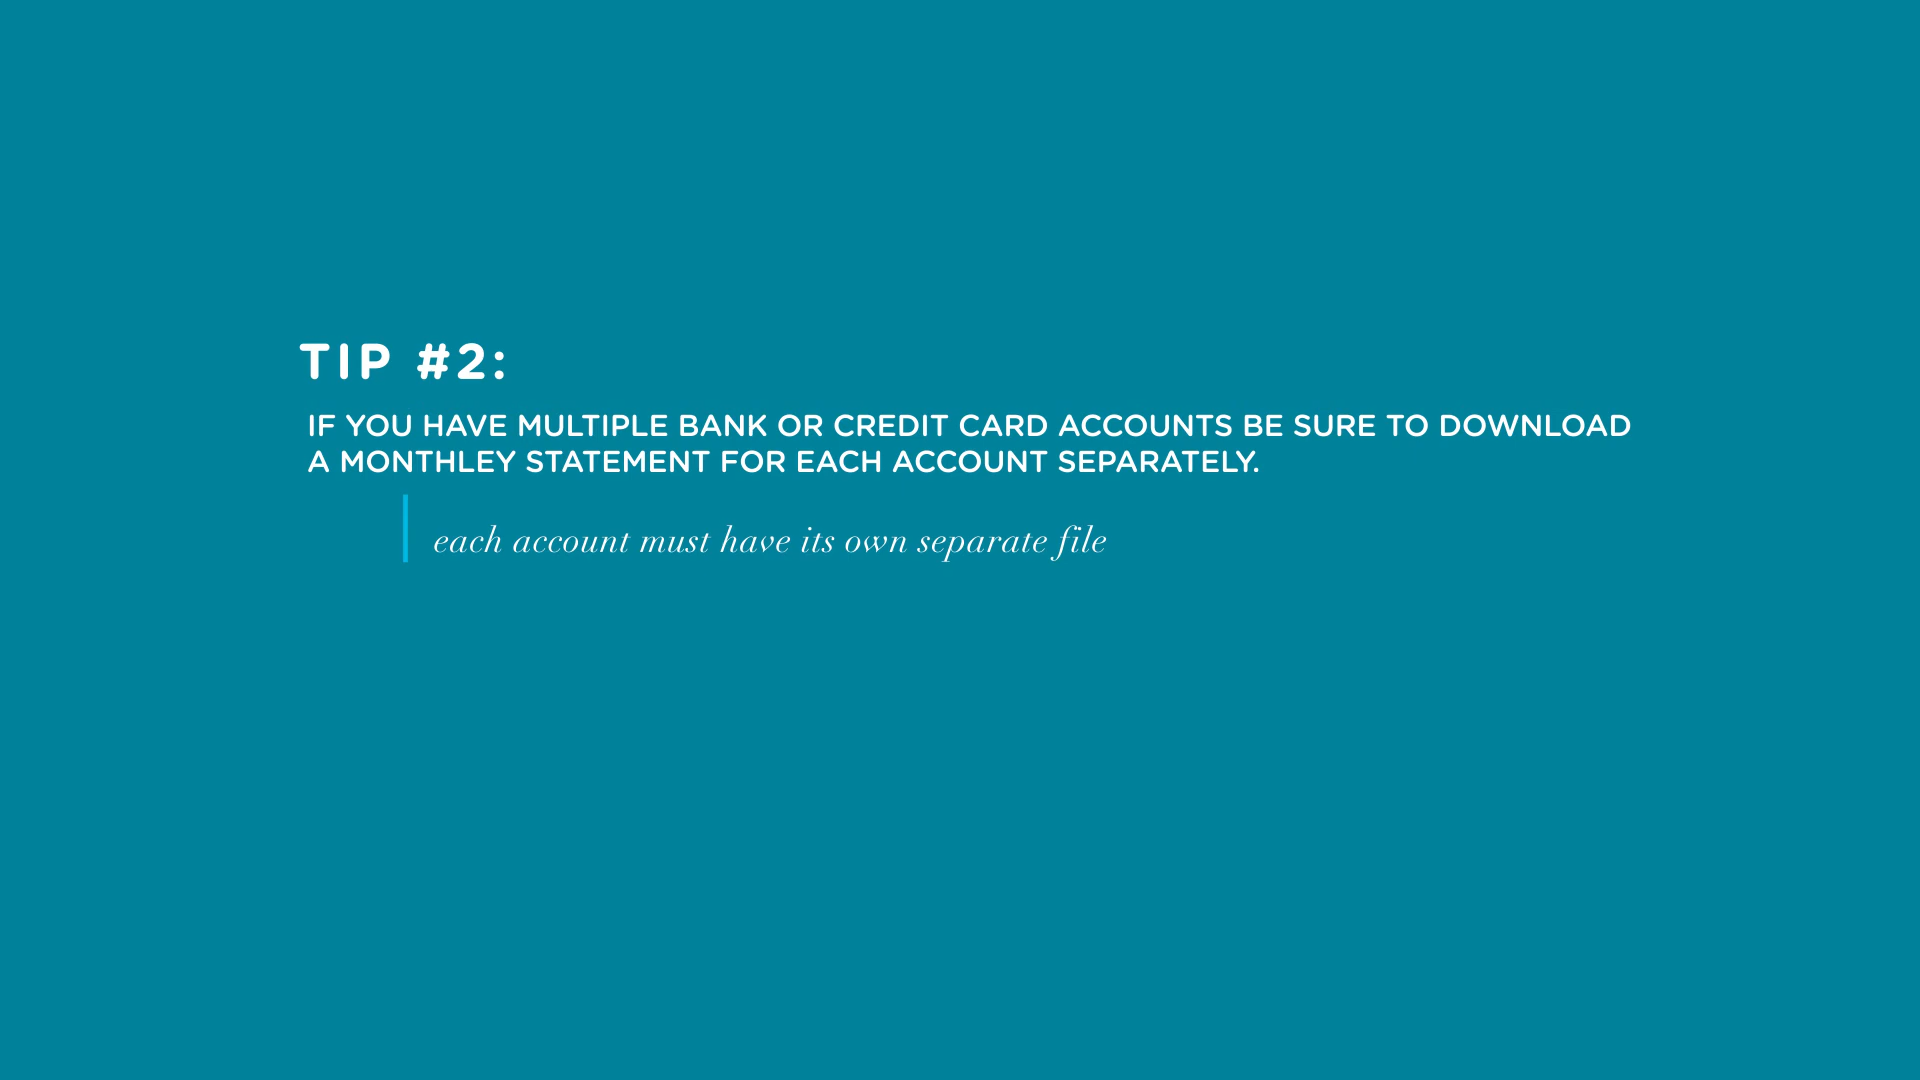 TIP #2:
IF YOU HAVE MULTIPLE BANK OR CREDIT CARD ACCOUNTS BE SURE TO DOWNLOAD
A MONTHLEY STATEMENT FOR EACH ACCOUNT SEPARATELY.
each account must have its own separate file